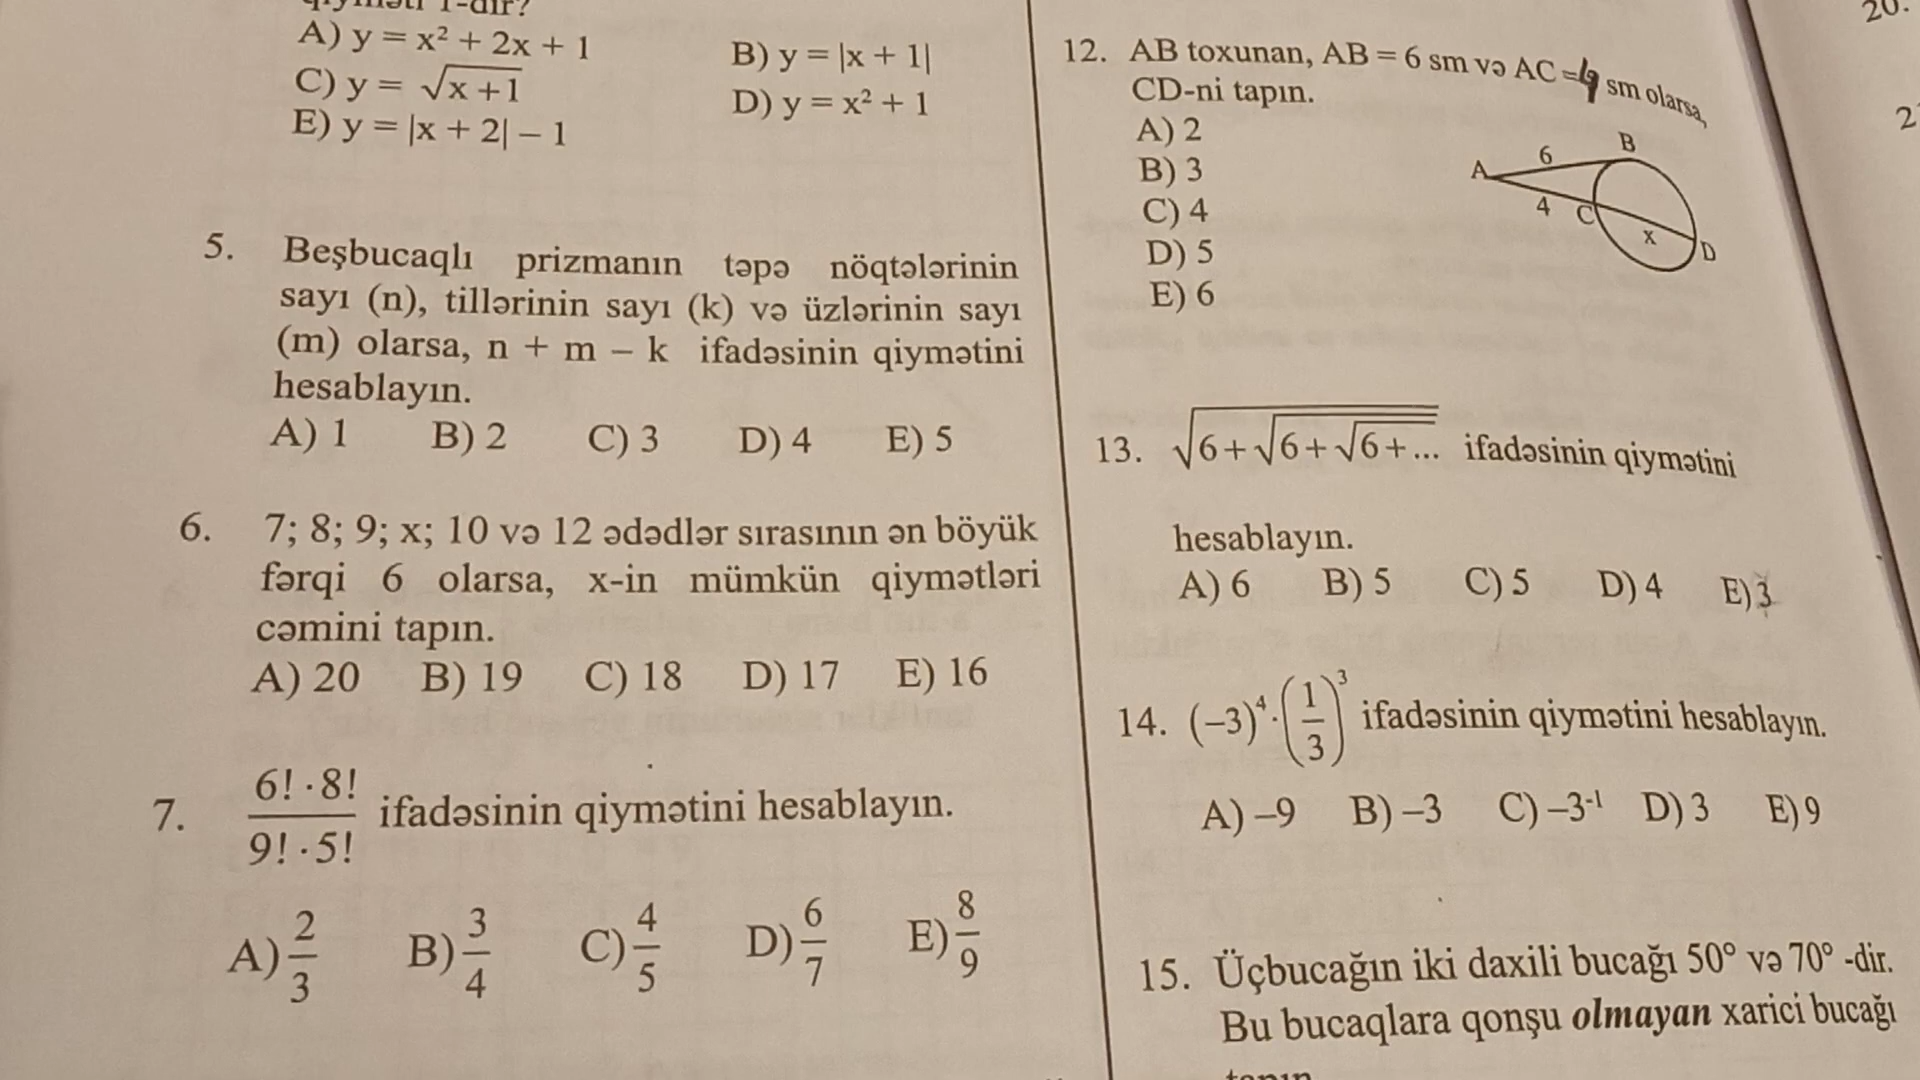 A) y = x² + 2x + 1
B) y = |x + 1|
C) y = √x + 1
D) y = x² + 1
E) y = |x + 2| – 1
5. Beşbucaqlı prizmanın təpə nöqtələrinin
sayı (n), tillərinin sayı (k) və üzlərinin sayı
(m) olarsa, n + m – k ifadəsinin qiymətini
hesablayın.
A) 1 B) 2 C) 3 D) 4 E) 5
6. 7; 8; 9; x; 10 və 12 ədədlər sırasının ən böyük
fərqi 6 olarsa, x-in mümkün qiymətləri
cəmini tapın.
A) 20 B) 19 C) 18 D) 17 E) 16
7. 6! · 8! / 9! · 5! ifadəsinin qiymətini hesablayın.
A) 2/3 B) 3/4 C) 4/5 D) 6/7 E) 8/9
12. AB toxunan, AB = 6 sm və AC = 4 sm olarsa,
CD-ni tapın.
A) 2
B) 3
C) 4
D) 5
E) 6
A 6 B
4 C x D
13. √6+√6+√6+... ifadəsinin qiymətini
hesablayın.
A) 6 B) 5 C) 5 D) 4 E) 3
14. (–3)⁴·(1/3)³ ifadəsinin qiymətini hesablayın.
A) –9 B) –3 C) –3⁻¹ D) 3 E) 9
15. Üçbucağın iki daxili bucağı 50° və 70° -dir.
Bu bucaqlara qonşu olmayan xarici bucağı
20.